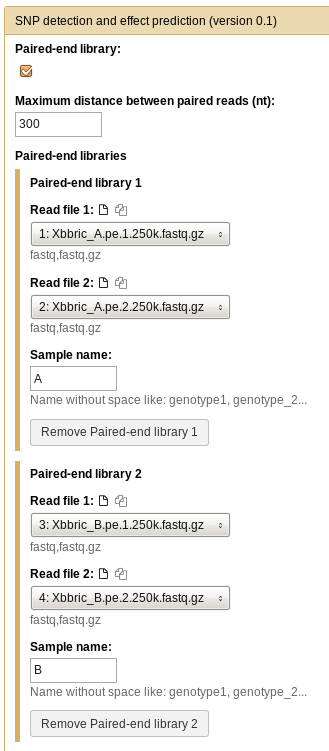 SNP detection and effect prediction (version 0.1)
Paired-end library:
Maximum distance between paired reads (nt):
300
Paired-end libraries
Paired-end library 1
Read file 1:
1: Xbbric_A.pe.1.250k.fastq.gz
fastq,fastq.gz
Read file 2:
2: Xbbric_A.pe.2.250k.fastq.gz
fastq,fastq.gz
Sample name:
A
Name without space like: genotype1, genotype_2...
Remove Paired-end library 1
Paired-end library 2
Read file 1:
3: Xbbric_B.pe.1.250k.fastq.gz
fastq,fastq.gz
Read file 2:
4: Xbbric_B.pe.2.250k.fastq.gz
fastq,fastq.gz
Sample name:
B
Name without space like: genotype1, genotype_2...
Remove Paired-end library 2